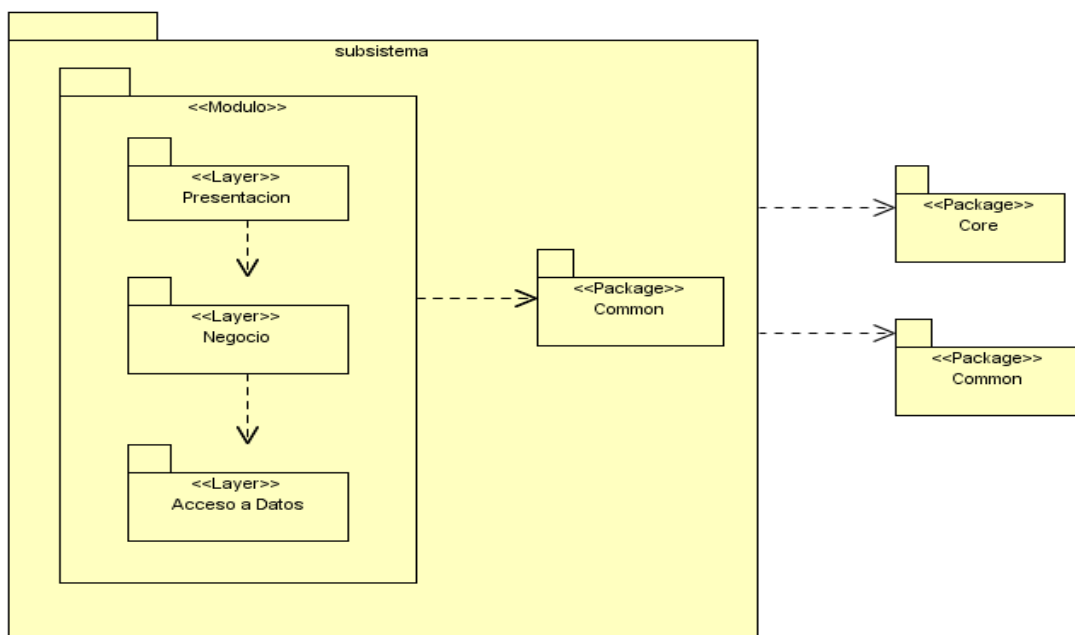 subsistema
<<Modulo>>
<<Layer>>
Presentacion
<<Layer>>
Negocio
<<Layer>>
Acceso a Datos
<<Package>>
Common
<<Package>>
Core
<<Package>>
Common